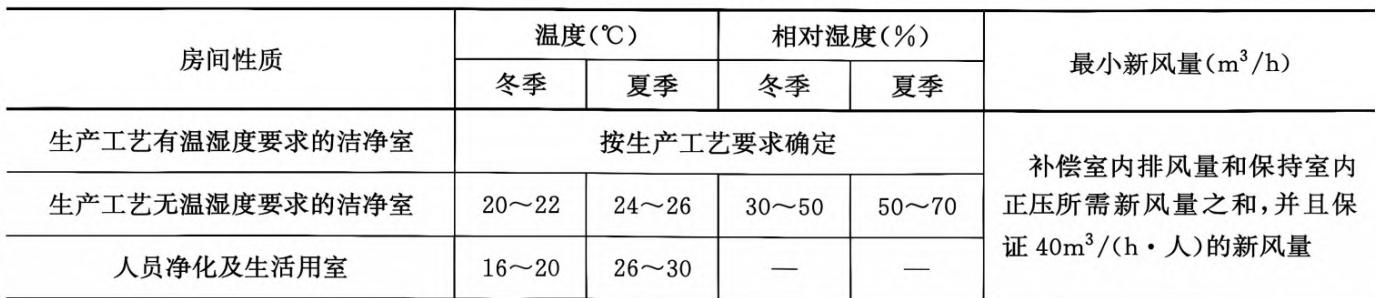 房间性质 温度(℃) 相对湿度(%) 最小新风量(m³/h)
冬季 夏季 冬季 夏季
生产工艺有温湿度要求的洁净室 按生产工艺要求确定
生产工艺无温湿度要求的洁净室 20～22 24～26 30～50 50～70
人员净化及生活用室 16～20 26～30 — —
补偿室内排风量和保持室内
正压所需新风量之和,并且保
证 40m³/(h·人)的新风量